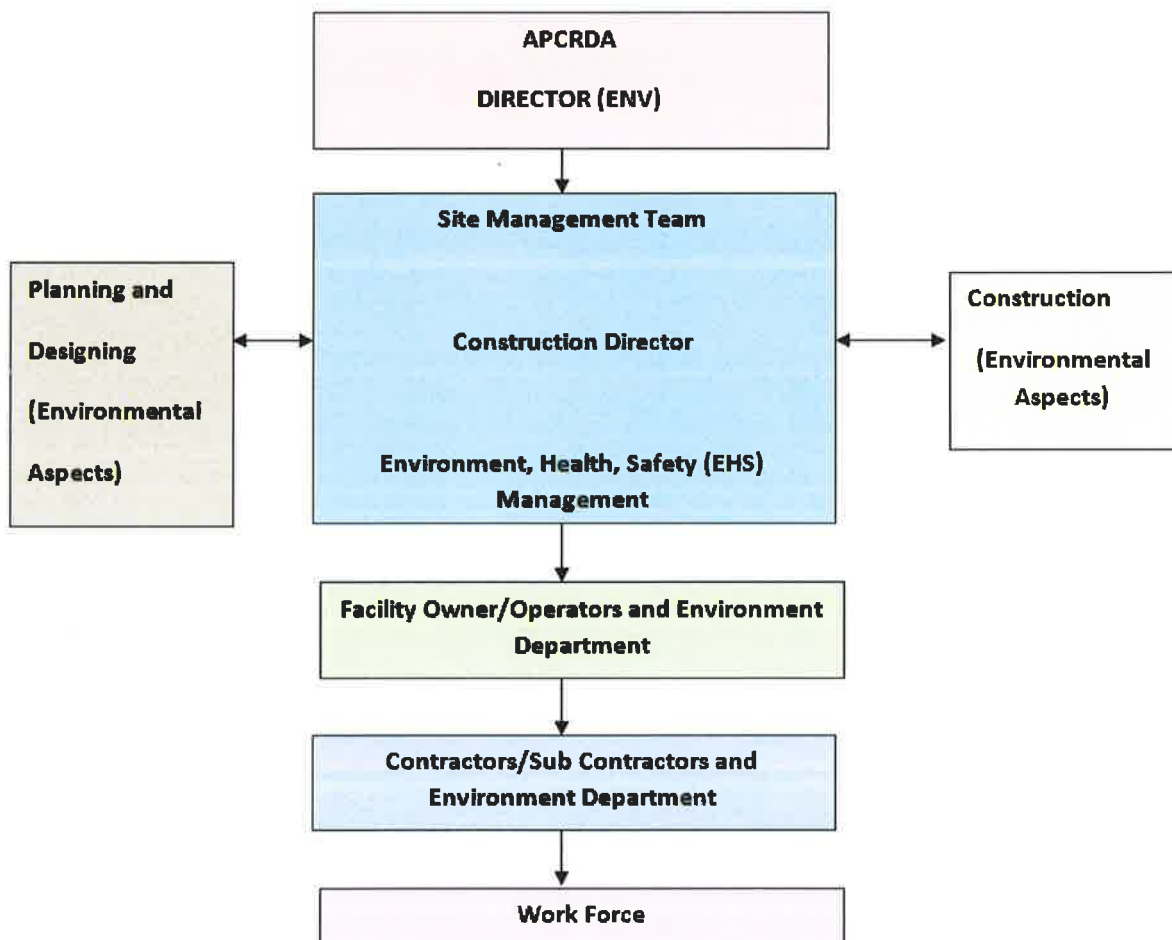 APCRDA
DIRECTOR (ENV)
Site Management Team
Construction Director
Environment, Health, Safety (EHS)
Management
Planning and
Designing
(Environmental
Aspects)
Construction
(Environmental
Aspects)
Facility Owner/Operators and Environment
Department
Contractors/Sub Contractors and
Environment Department
Work Force